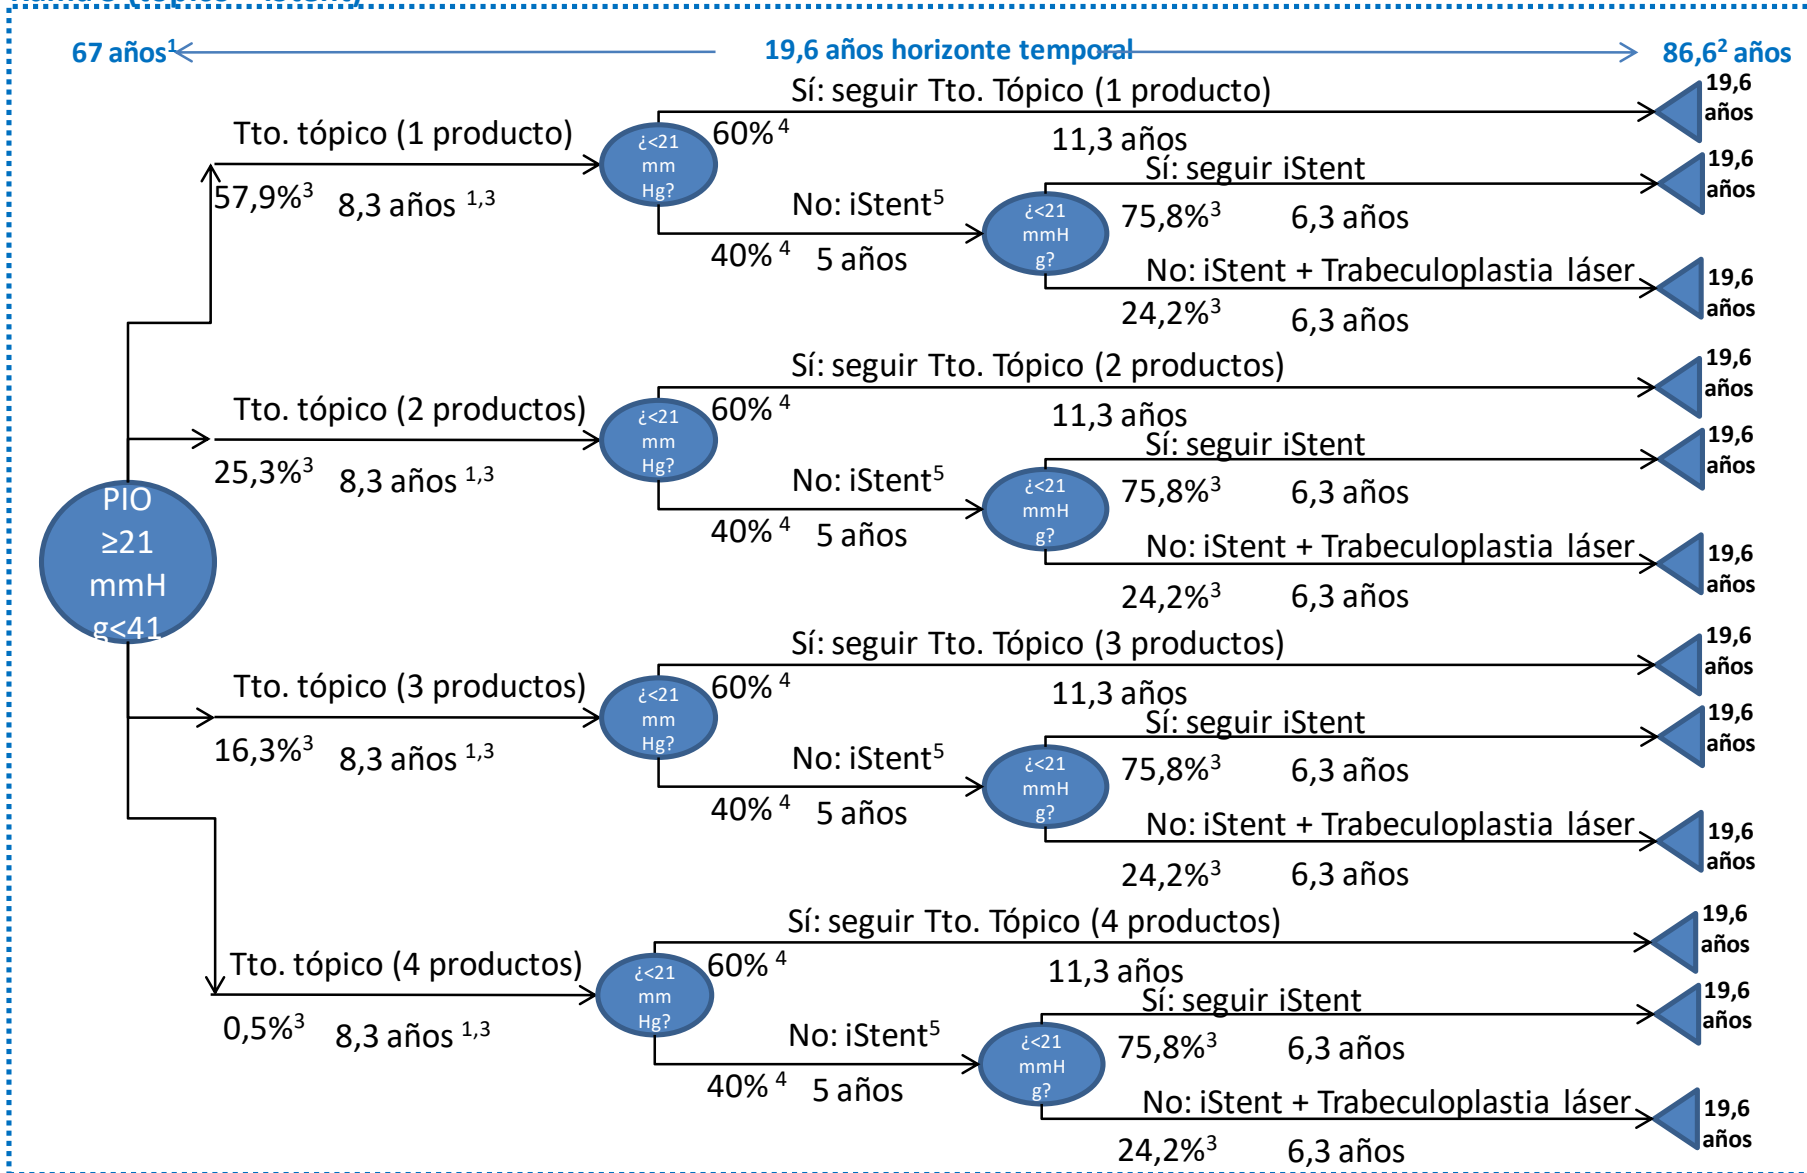 67 años¹ 19,6 años horizonte temporal 86,6² años
Sí: seguir Tto. Tópico (1 producto)
19,6
años
Tto. tópico (1 producto)
¿<21
mm
Hg?
60% ⁴
11,3 años
57,9%³ 8,3 años ¹,³
Sí: seguir iStent
19,6
años
No: iStent⁵
¿<21
mmH
g?
75,8%³ 6,3 años
40% ⁴ 5 años
No: iStent + Trabeculoplastia láser
19,6
años
24,2%³ 6,3 años
Sí: seguir Tto. Tópico (2 productos)
19,6
años
Tto. tópico (2 productos)
¿<21
mm
Hg?
60% ⁴
11,3 años
25,3%³ 8,3 años ¹,³
Sí: seguir iStent
19,6
años
No: iStent⁵
¿<21
mmH
g?
75,8%³ 6,3 años
40% ⁴ 5 años
No: iStent + Trabeculoplastia láser
19,6
años
24,2%³ 6,3 años
PIO
≥21
mmH
g<41
Sí: seguir Tto. Tópico (3 productos)
19,6
años
Tto. tópico (3 productos)
¿<21
mm
Hg?
60% ⁴
11,3 años
16,3%³ 8,3 años ¹,³
Sí: seguir iStent
19,6
años
No: iStent⁵
¿<21
mmH
g?
75,8%³ 6,3 años
40% ⁴ 5 años
No: iStent + Trabeculoplastia láser
19,6
años
24,2%³ 6,3 años
Sí: seguir Tto. Tópico (4 productos)
19,6
años
Tto. tópico (4 productos)
¿<21
mm
Hg?
60% ⁴
11,3 años
0,5%³ 8,3 años ¹,³
Sí: seguir iStent
19,6
años
No: iStent⁵
¿<21
mmH
g?
75,8%³ 6,3 años
40% ⁴ 5 años
No: iStent + Trabeculoplastia láser
19,6
años
24,2%³ 6,3 años